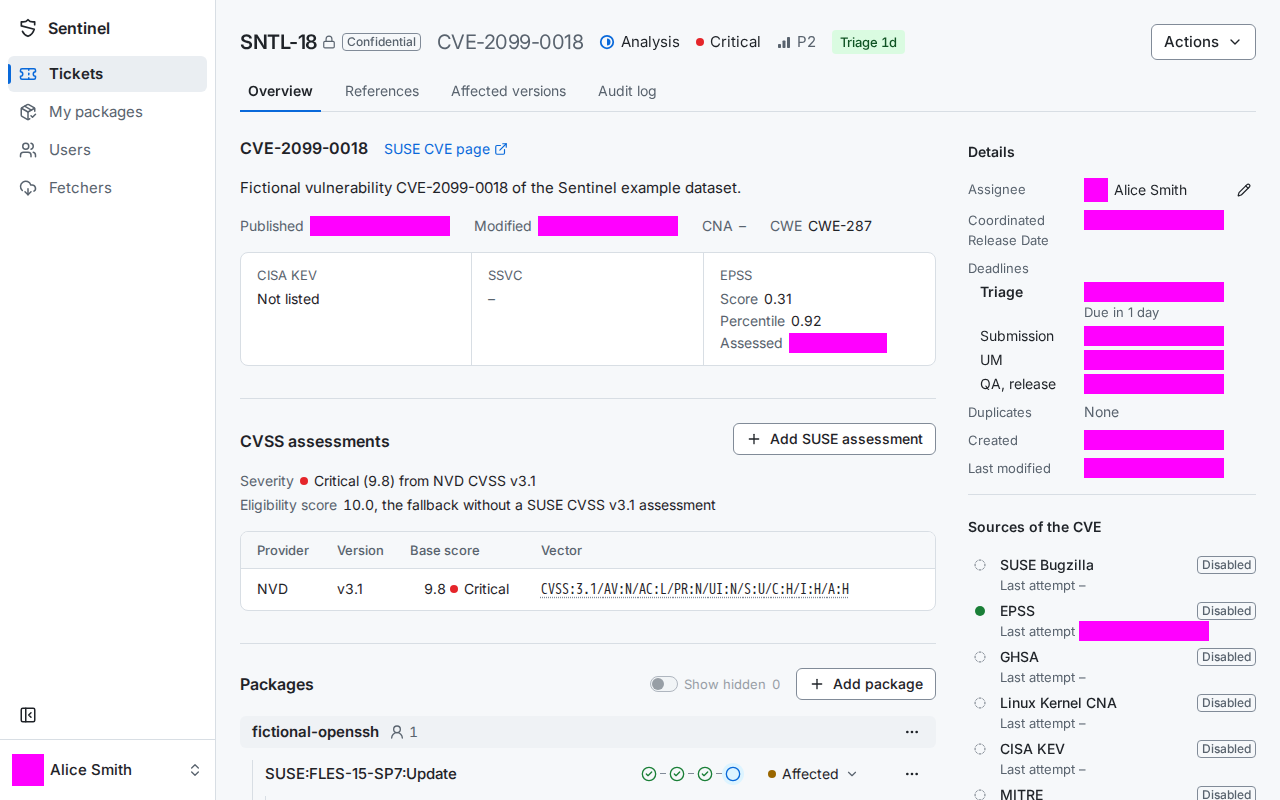 Sentinel
Tickets
My packages
Users
Fetchers
Alice Smith
SNTL-18 Confidential CVE-2099-0018 Analysis Critical P2 Triage 1d Actions
Overview References Affected versions Audit log
CVE-2099-0018 SUSE CVE page
Fictional vulnerability CVE-2099-0018 of the Sentinel example dataset.
Published Modified CNA – CWE CWE-287
CISA KEV
Not listed
SSVC
–
EPSS
Score 0.31
Percentile 0.92
Assessed
CVSS assessments Add SUSE assessment
Severity Critical (9.8) from NVD CVSS v3.1
Eligibility score 10.0, the fallback without a SUSE CVSS v3.1 assessment
Provider Version Base score Vector
NVD v3.1 9.8 Critical CVSS:3.1/AV:N/AC:L/PR:N/UI:N/S:U/C:H/I:H/A:H
Packages Show hidden 0 Add package
fictional-openssh 1
SUSE:FLES-15-SP7:Update Affected
Details
Assignee Alice Smith
Coordinated
Release Date
Deadlines
Triage
Due in 1 day
Submission
UM
QA, release
Duplicates None
Created
Last modified
Sources of the CVE
SUSE Bugzilla Disabled
Last attempt –
EPSS Disabled
Last attempt
GHSA Disabled
Last attempt –
Linux Kernel CNA Disabled
Last attempt –
CISA KEV Disabled
Last attempt –
MITRE Disabled